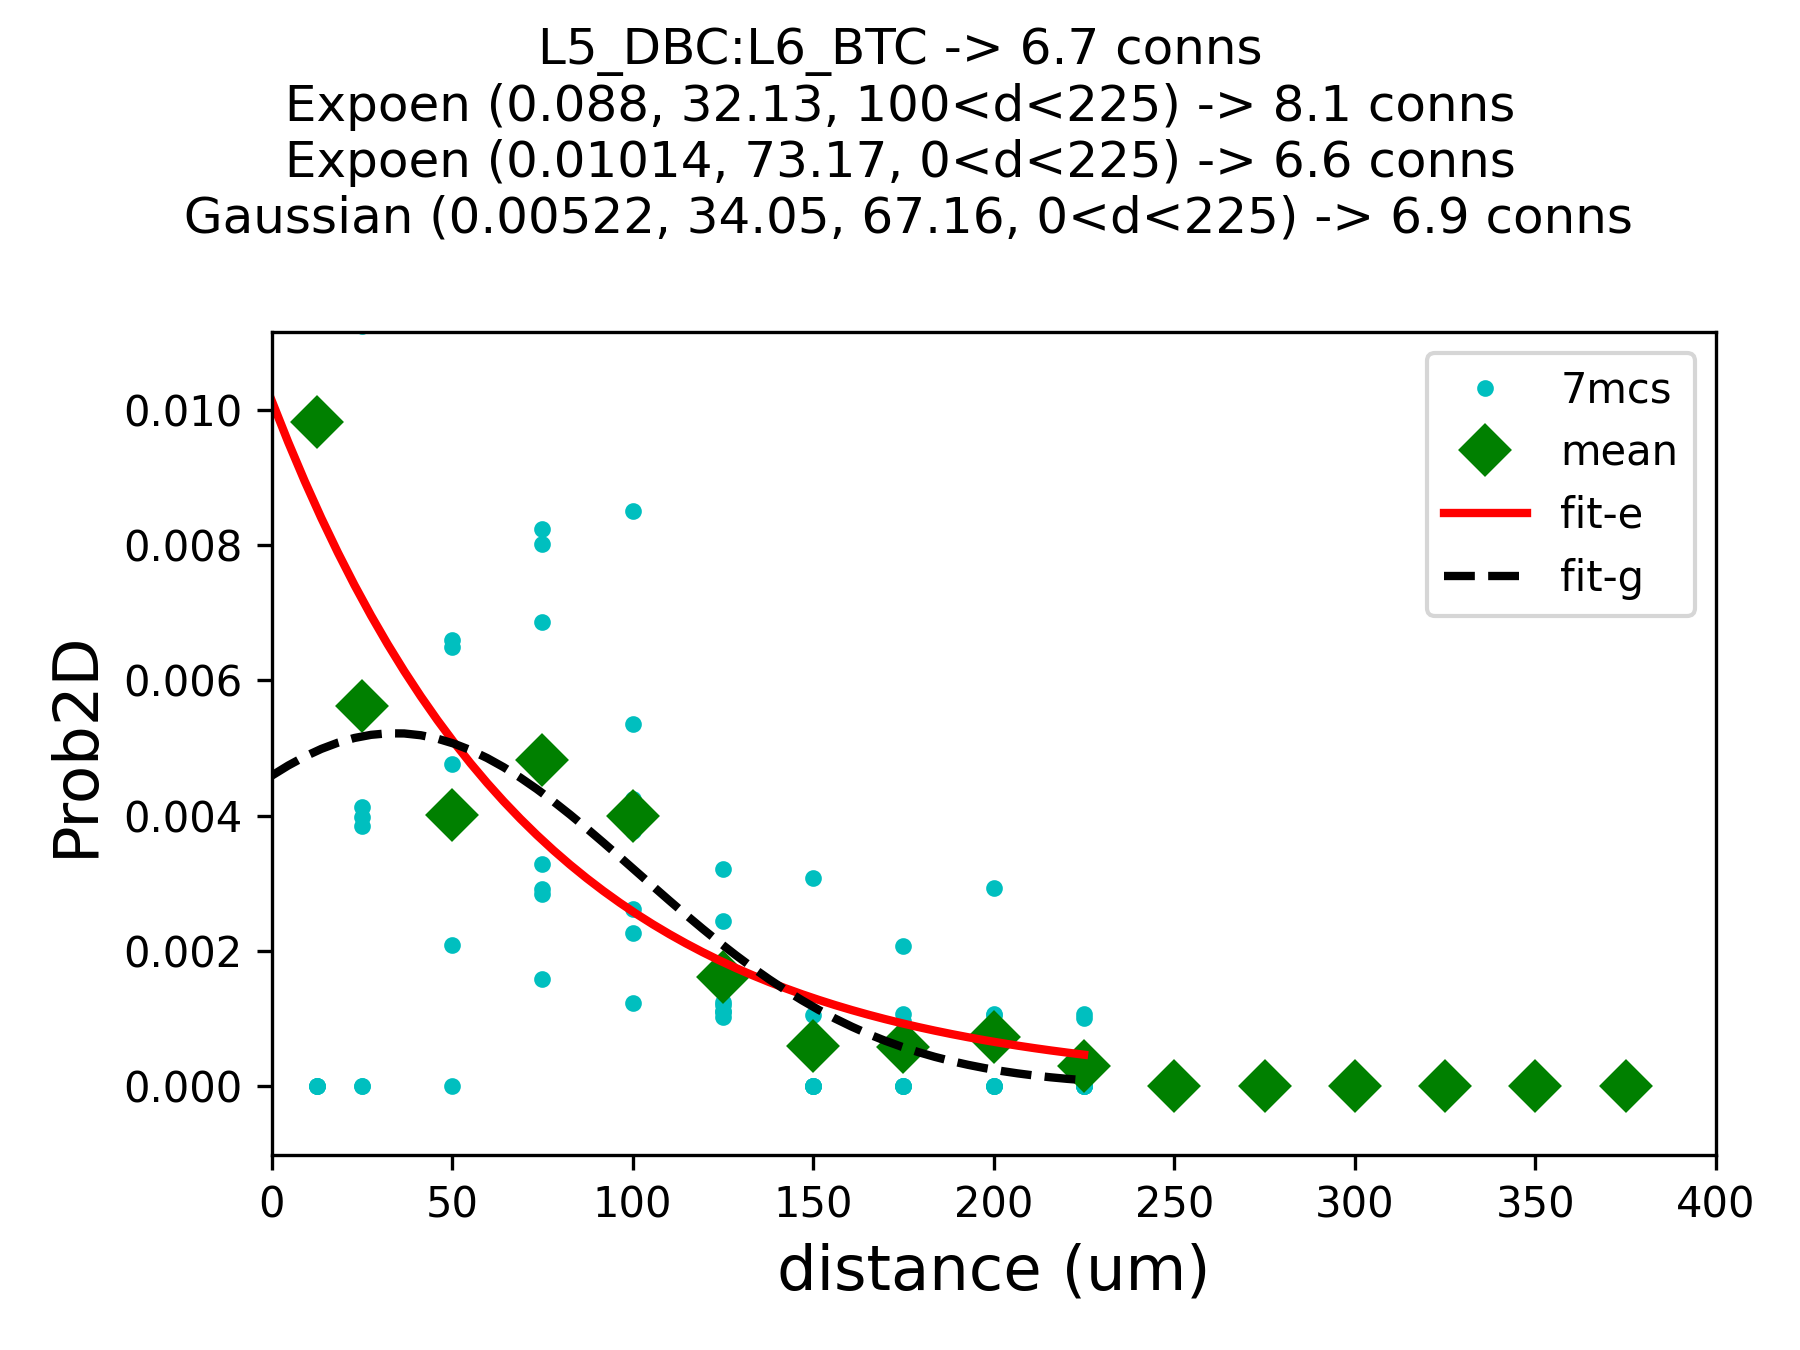 L5_DBC:L6_BTC -> 6.7 conns
Expoen (0.088, 32.13, 100<d<225) -> 8.1 conns
Expoen (0.01014, 73.17, 0<d<225) -> 6.6 conns
Gaussian (0.00522, 34.05, 67.16, 0<d<225) -> 6.9 conns
7mcs
mean
fit-e
fit-g
Prob2D
0.010
0.008
0.006
0.004
0.002
0.000
0 50 100 150 200 250 300 350 400
distance (um)